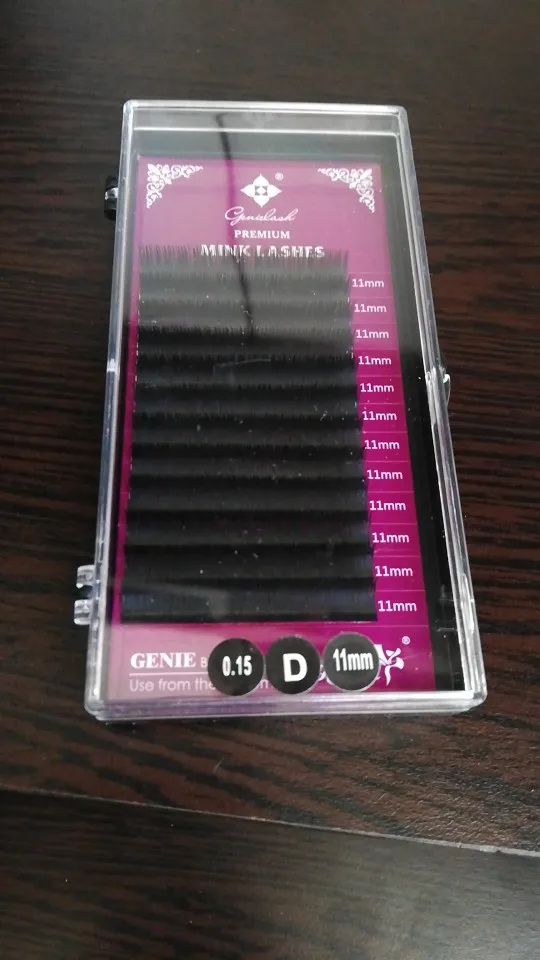 ®
Genielash
PREMIUM
MINK LASHES
11mm
11mm
11mm
11mm
11mm
11mm
11mm
11mm
11mm
11mm
11mm
11mm
GENIE B
®
0.15 D 11mm
Use from the